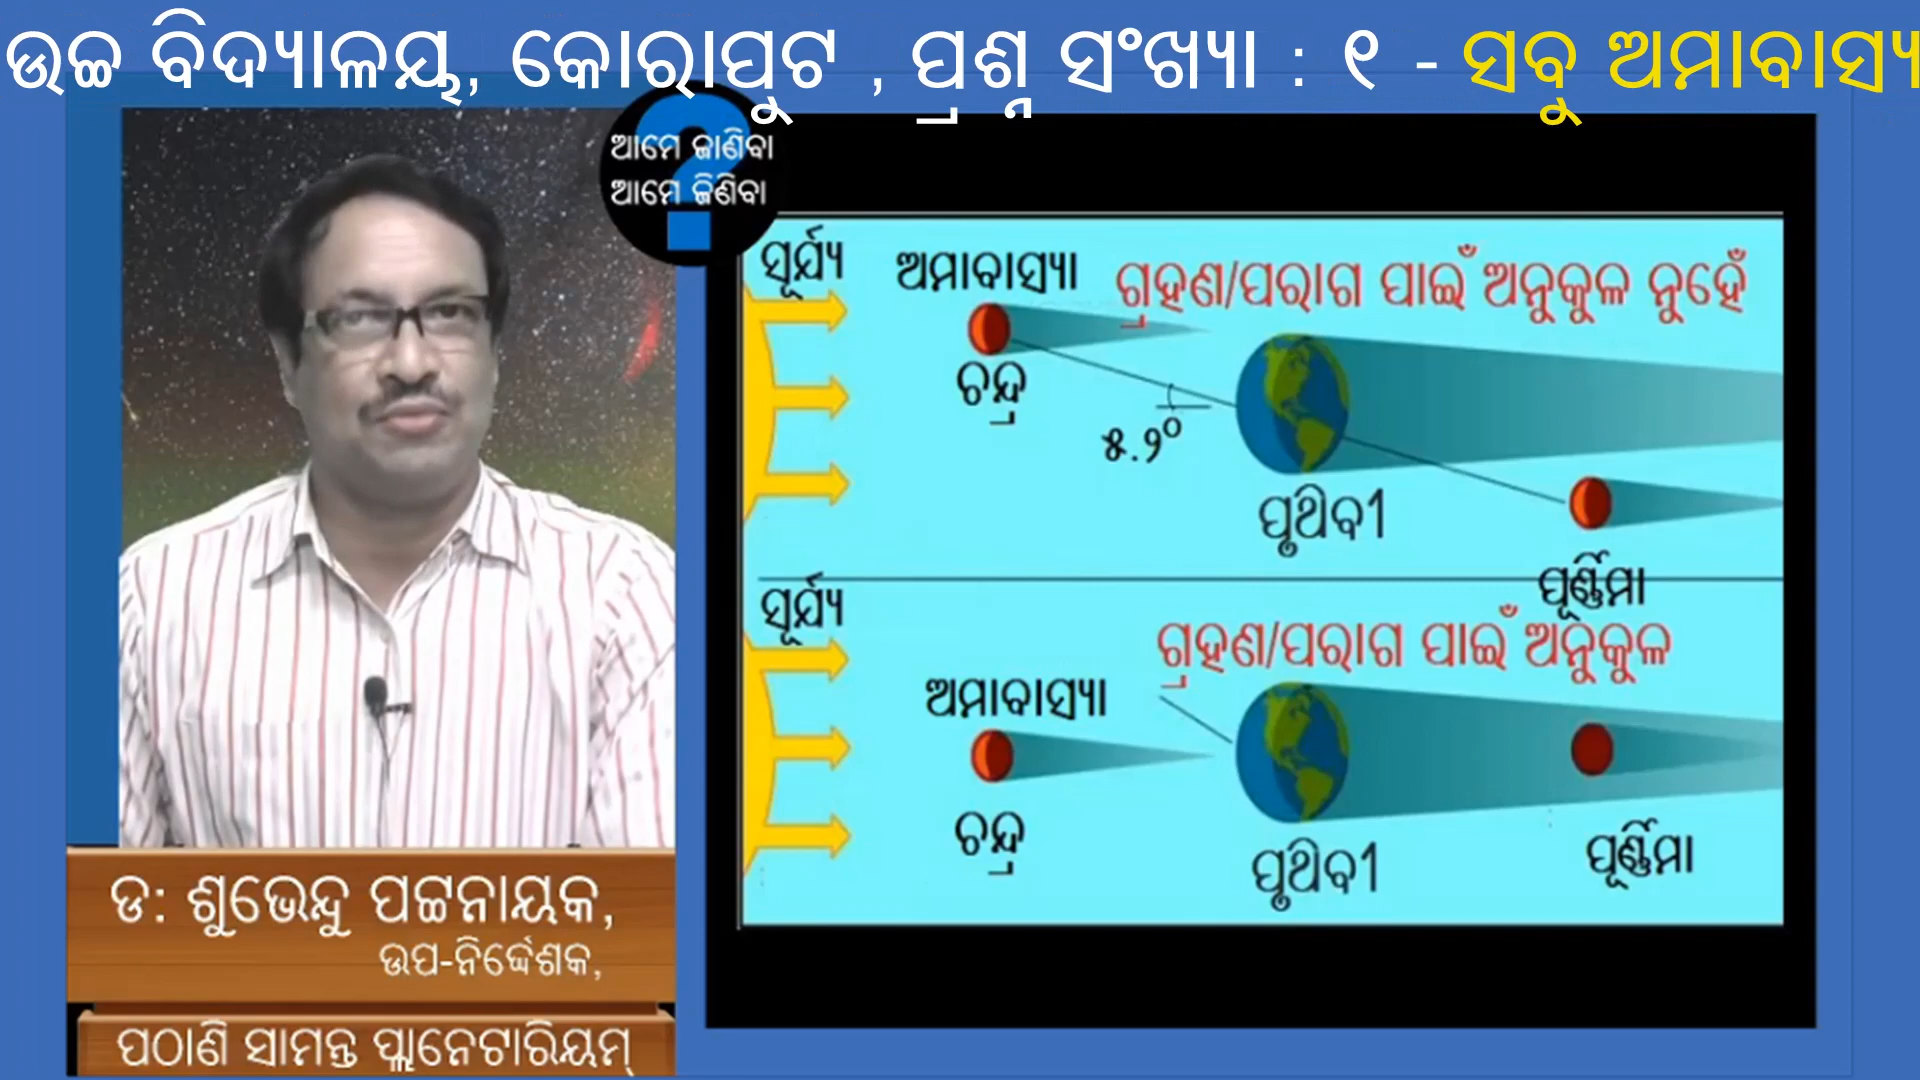 ଉଚ୍ଚ ବିଦ୍ୟାଳୟ, କୋରାପୁଟ , ପ୍ରଶ୍ନ ସଂଖ୍ୟା : ୧ - ସବୁ ଅମାବାସ୍ୟ
ଆମେ ଜାଣିବା
ଆମେ ଜିଣିବା
ସୂର୍ଯ୍ୟ
ଅମାବାସ୍ୟା
ଗ୍ରହଣ/ପରାଗ ପାଇଁ ଅନୁକୁଳ ନୁହେଁ
ଚନ୍ଦ୍ର
୫.୨⁰
ପୃଥିବୀ
ପୂର୍ଣ୍ଣିମା
ସୂର୍ଯ୍ୟ
ଗ୍ରହଣ/ପରାଗ ପାଇଁ ଅନୁକୁଳ
ଅମାବାସ୍ୟା
ଚନ୍ଦ୍ର
ପୃଥିବୀ
ପୂର୍ଣ୍ଣିମା
ଡ: ଶୁଭେନ୍ଦୁ ପଟ୍ଟନାୟକ,
ଉପ-ନିର୍ଦ୍ଦେଶକ,
ପଠାଣି ସାମନ୍ତ ପ୍ଲାନେଟାରିୟମ୍